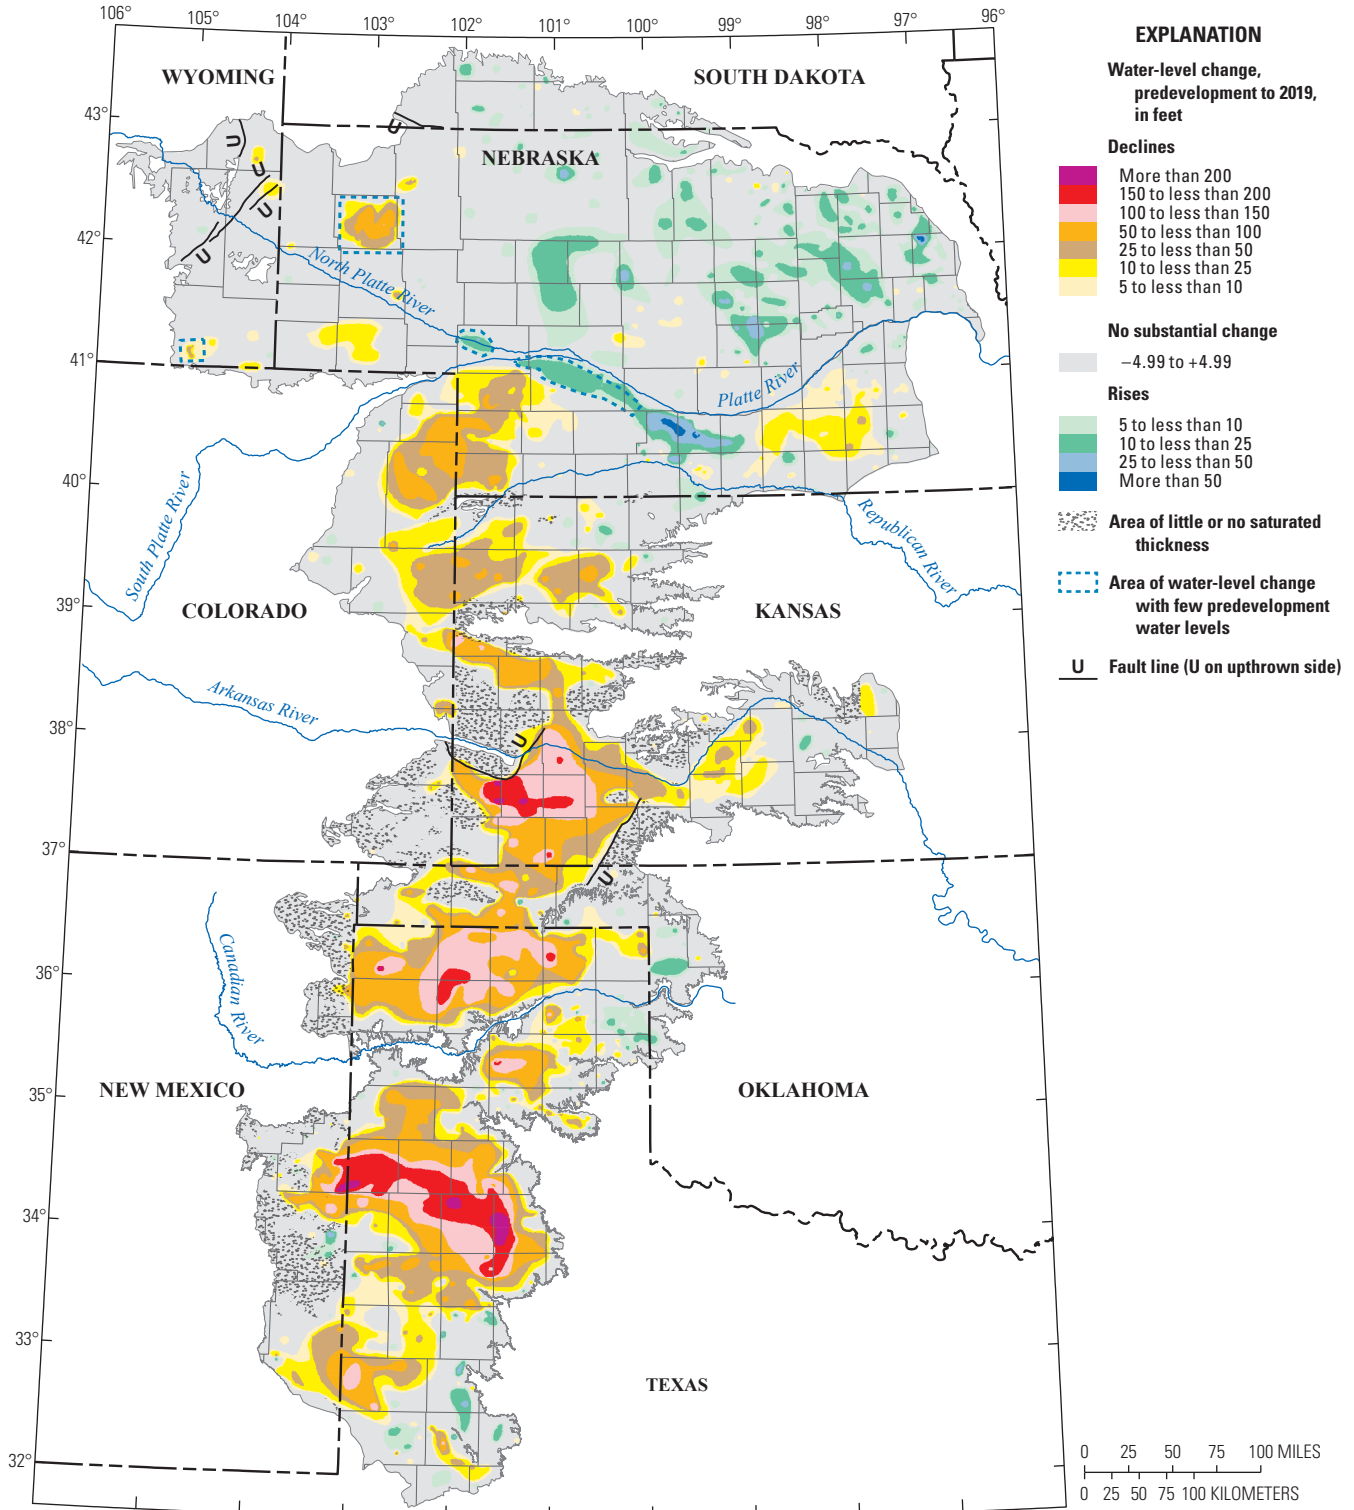 106°
105°
104°
103°
102°
101°
100°
99°
98°
97°
96°
WYOMING
SOUTH DAKOTA
43°
U
U
U
U
U
NEBRASKA
42°
North Platte River
41°
Platte River
40°
South Platte River
Republican River
39°
COLORADO
KANSAS
Arkansas River
38°
U
37°
U
Canadian River
36°
35°
NEW MEXICO
OKLAHOMA
34°
33°
TEXAS
32°
EXPLANATION
Water-level change,
predevelopment to 2019,
in feet
Declines
More than 200
150 to less than 200
100 to less than 150
50 to less than 100
25 to less than 50
10 to less than 25
5 to less than 10
No substantial change
−4.99 to +4.99
Rises
5 to less than 10
10 to less than 25
25 to less than 50
More than 50
Area of little or no saturated
thickness
Area of water-level change
with few predevelopment
water levels
U Fault line (U on upthrown side)
0 25 50 75 100 MILES
0 25 50 75 100 KILOMETERS